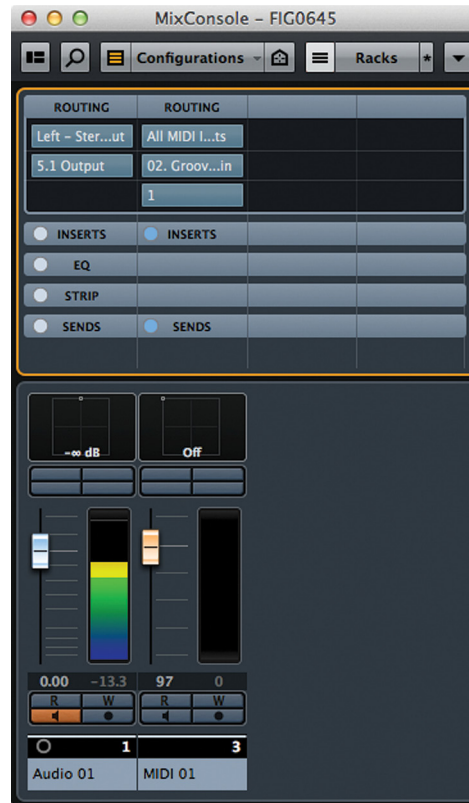 MixConsole – FIG0645
Configurations Racks *
ROUTING ROUTING
Left – Ster...ut All MIDI I...ts
5.1 Output 02. Groov...in
1
INSERTS INSERTS
EQ
STRIP
SENDS SENDS
-∞ dB Off
0.00 -13.3 97 0
R W R W
1 3
Audio 01 MIDI 01